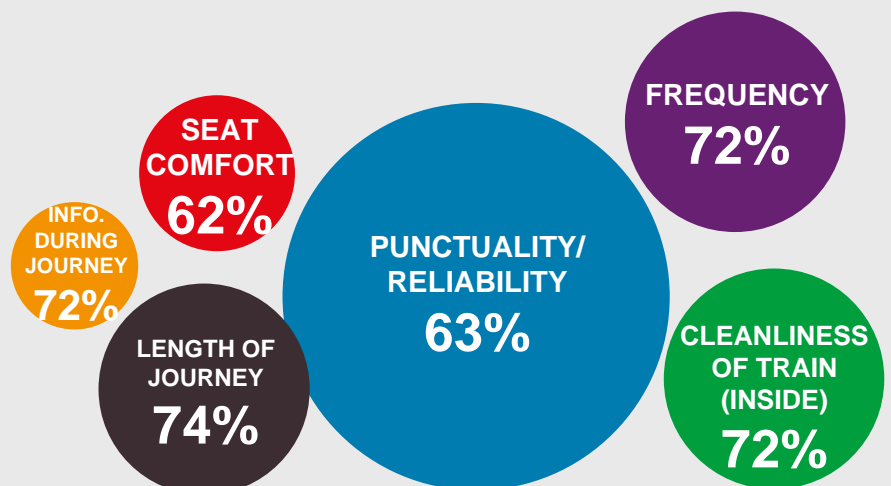 FREQUENCY
72%
SEAT
COMFORT
62%
INFO.
DURING
JOURNEY
72%
PUNCTUALITY/
RELIABILITY
63%
LENGTH OF
JOURNEY
74%
CLEANLINESS
OF TRAIN
(INSIDE)
72%